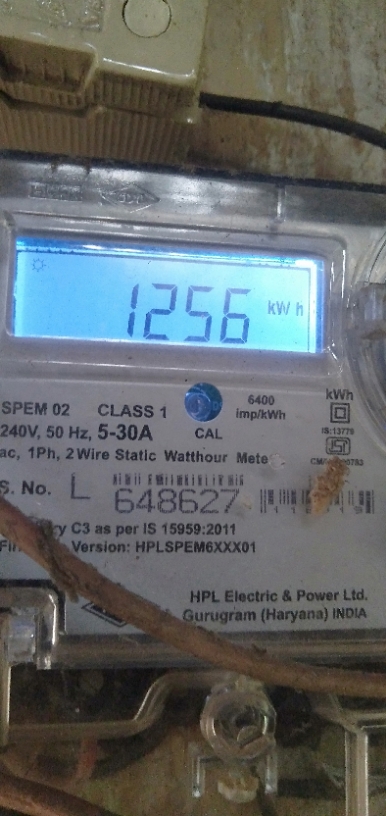 1256 kWh
SPEM 02 CLASS 1
6400 imp/kWh
kWh
240V, 50 Hz, 5-30A
CAL
IS:13779
ac, 1Ph, 2 Wire Static Watthour Mete
S. No. L 648627
C3 as per IS 15959:2011
Version: HPLSPEM6XXX01
HPL Electric & Power Ltd.
Gurugram (Haryana) INDIA